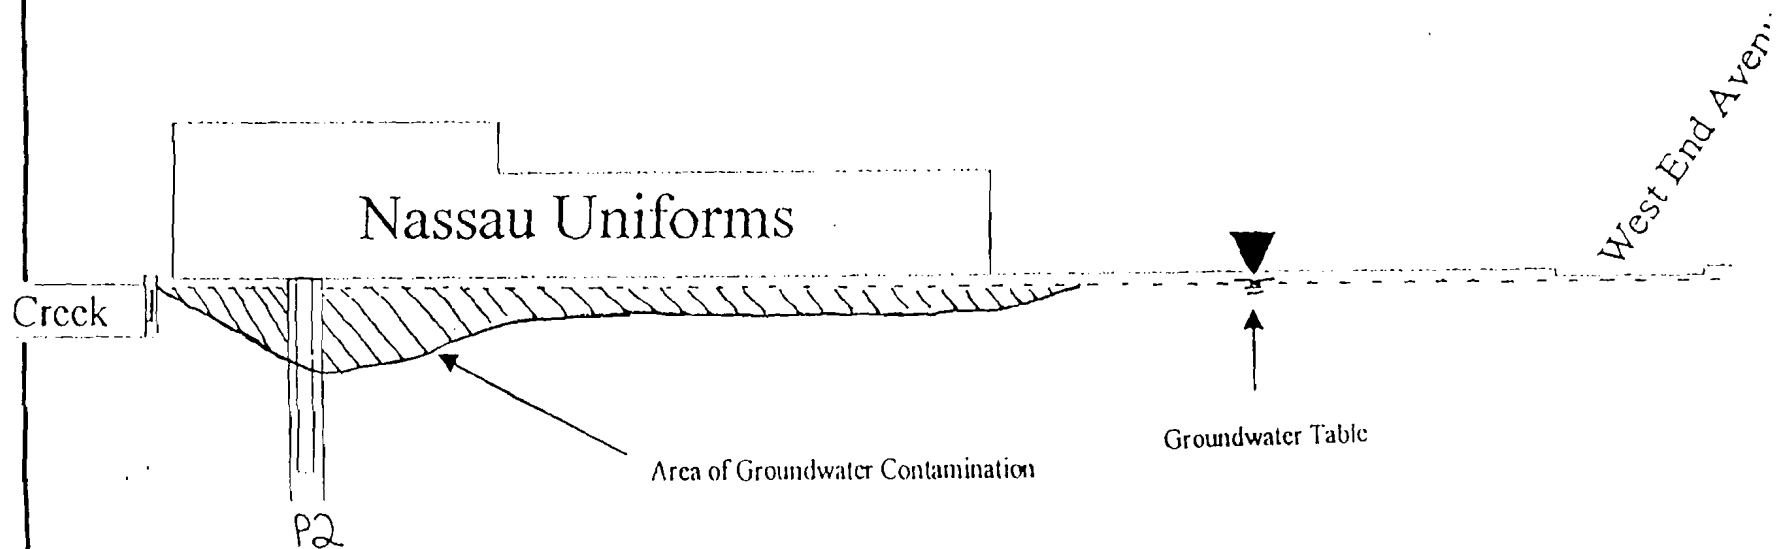 West End Aven
Nassau Uniforms
Creek
Groundwater Table
Area of Groundwater Contamination
P2